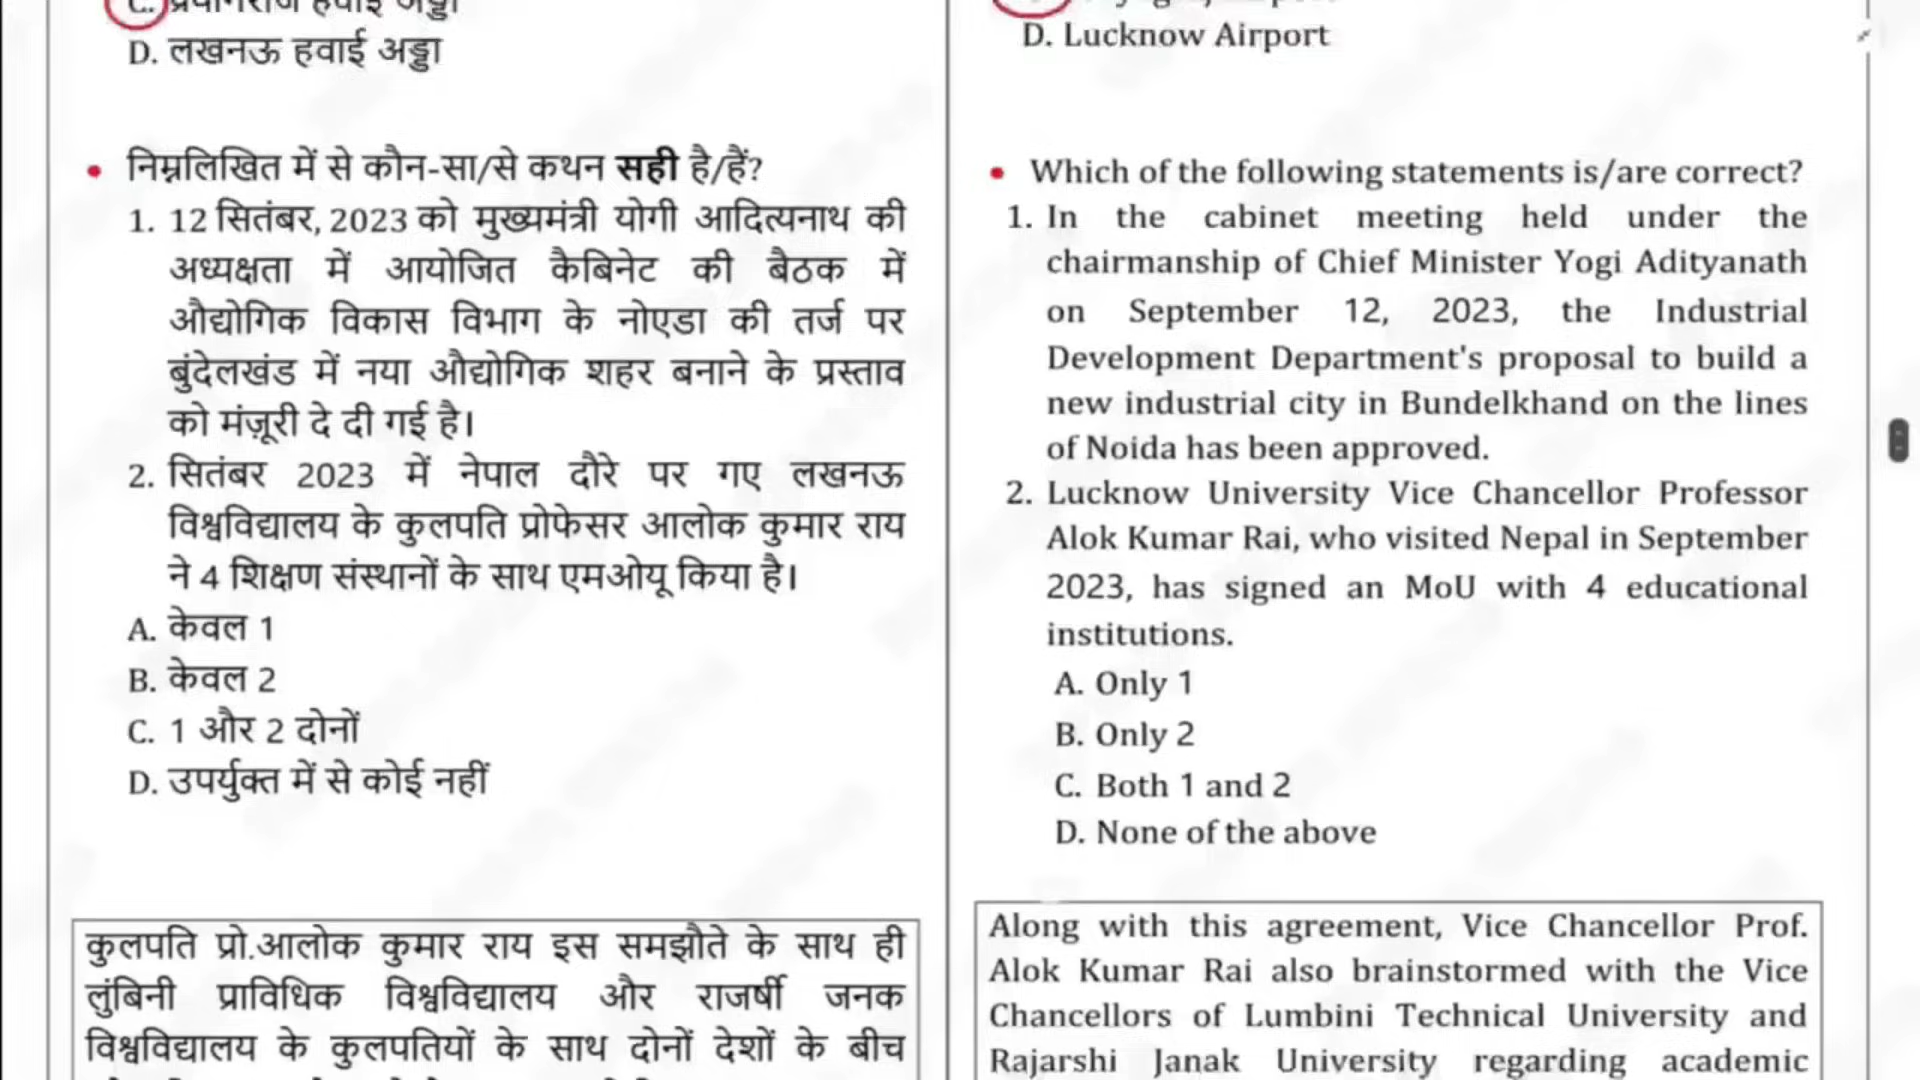 C. प्रयागराज हवाई अड्डा
D. लखनऊ हवाई अड्डा
निम्नलिखित में से कौन-सा/से कथन सही है/हैं?
1. 12 सितंबर, 2023 को मुख्यमंत्री योगी आदित्यनाथ की
अध्यक्षता में आयोजित कैबिनेट की बैठक में
औद्योगिक विकास विभाग के नोएडा की तर्ज पर
बुंदेलखंड में नया औद्योगिक शहर बनाने के प्रस्ताव
को मंज़ूरी दे दी गई है।
2. सितंबर 2023 में नेपाल दौरे पर गए लखनऊ
विश्वविद्यालय के कुलपति प्रोफेसर आलोक कुमार राय
ने 4 शिक्षण संस्थानों के साथ एमओयू किया है।
A. केवल 1
B. केवल 2
C. 1 और 2 दोनों
D. उपर्युक्त में से कोई नहीं
कुलपति प्रो.आलोक कुमार राय इस समझौते के साथ ही
लुंबिनी प्राविधिक विश्वविद्यालय और राजर्षी जनक
विश्वविद्यालय के कुलपतियों के साथ दोनों देशों के बीच
D. Lucknow Airport
Which of the following statements is/are correct?
1. In the cabinet meeting held under the
chairmanship of Chief Minister Yogi Adityanath
on September 12, 2023, the Industrial
Development Department's proposal to build a
new industrial city in Bundelkhand on the lines
of Noida has been approved.
2. Lucknow University Vice Chancellor Professor
Alok Kumar Rai, who visited Nepal in September
2023, has signed an MoU with 4 educational
institutions.
A. Only 1
B. Only 2
C. Both 1 and 2
D. None of the above
Along with this agreement, Vice Chancellor Prof.
Alok Kumar Rai also brainstormed with the Vice
Chancellors of Lumbini Technical University and
Rajarshi Janak University regarding academic